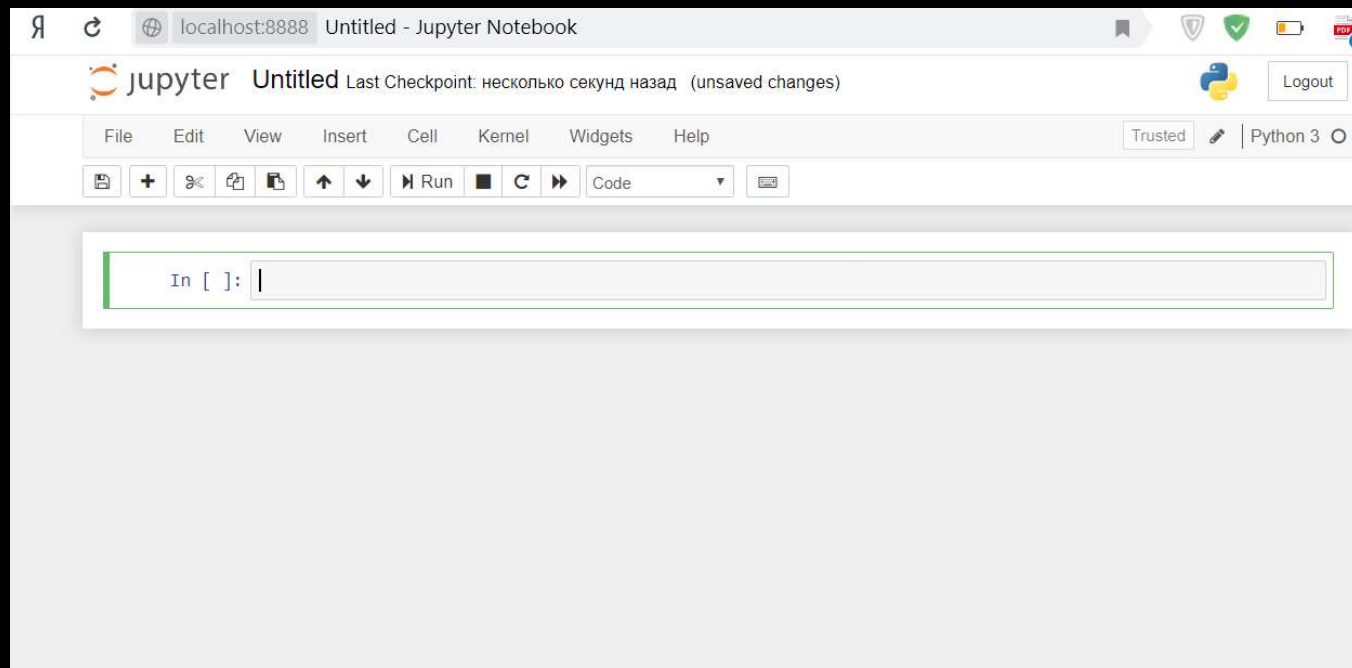 Я localhost:8888 Untitled - Jupyter Notebook PDF
jupyter Untitled Last Checkpoint: несколько секунд назад (unsaved changes) Logout
File Edit View Insert Cell Kernel Widgets Help Trusted Python 3
Run Code
In [ ]: